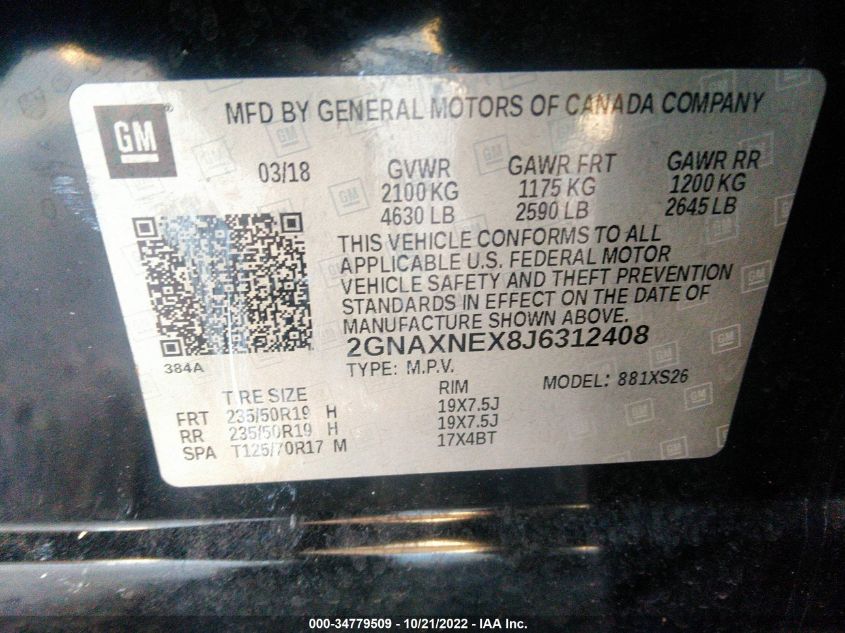 GM ®
MFD BY GENERAL MOTORS OF CANADA COMPANY
03/18 GVWR GAWR FRT GAWR RR
2100 KG 1175 KG 1200 KG
4630 LB 2590 LB 2645 LB
THIS VEHICLE CONFORMS TO ALL
APPLICABLE U.S. FEDERAL MOTOR
VEHICLE SAFETY AND THEFT PREVENTION
STANDARDS IN EFFECT ON THE DATE OF
MANUFACTURE SHOWN ABOVE.
2GNAXNEX8J6312408
384A TYPE: M.P.V. MODEL: 881XS26
TIRE SIZE RIM
FRT 235/50R19 H 19X7.5J
RR 235/50R19 H 19X7.5J
SPA T125/70R17 M 17X4BT
000-34779509 - 10/21/2022 - IAA Inc.